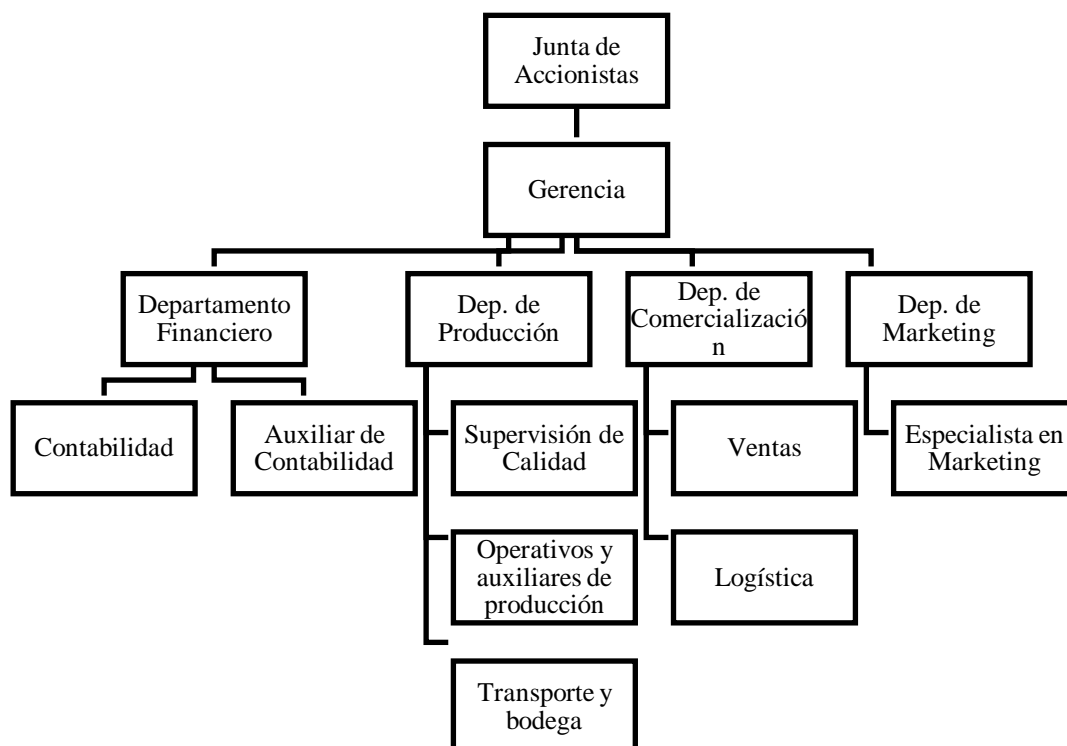 Junta de
Accionistas
Gerencia
Departamento
Financiero
Dep. de
Producción
Dep. de
Comercializació
n
Dep. de
Marketing
Contabilidad
Auxiliar de
Contabilidad
Supervisión de
Calidad
Ventas
Especialista en
Marketing
Operativos y
auxiliares de
producción
Logística
Transporte y
bodega